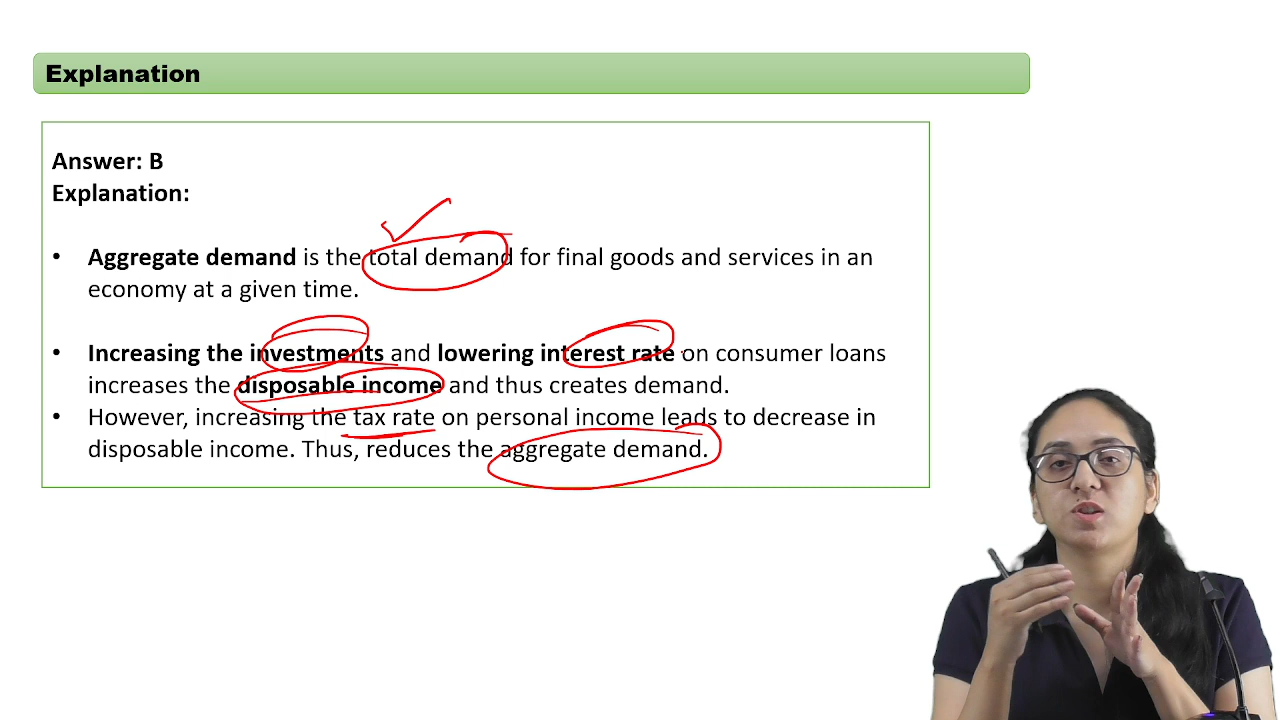 Explanation
Answer: B
Explanation:
• Aggregate demand is the total demand for final goods and services in an
economy at a given time.
• Increasing the investments and lowering interest rate on consumer loans
increases the disposable income and thus creates demand.
• However, increasing the tax rate on personal income leads to decrease in
disposable income. Thus, reduces the aggregate demand.